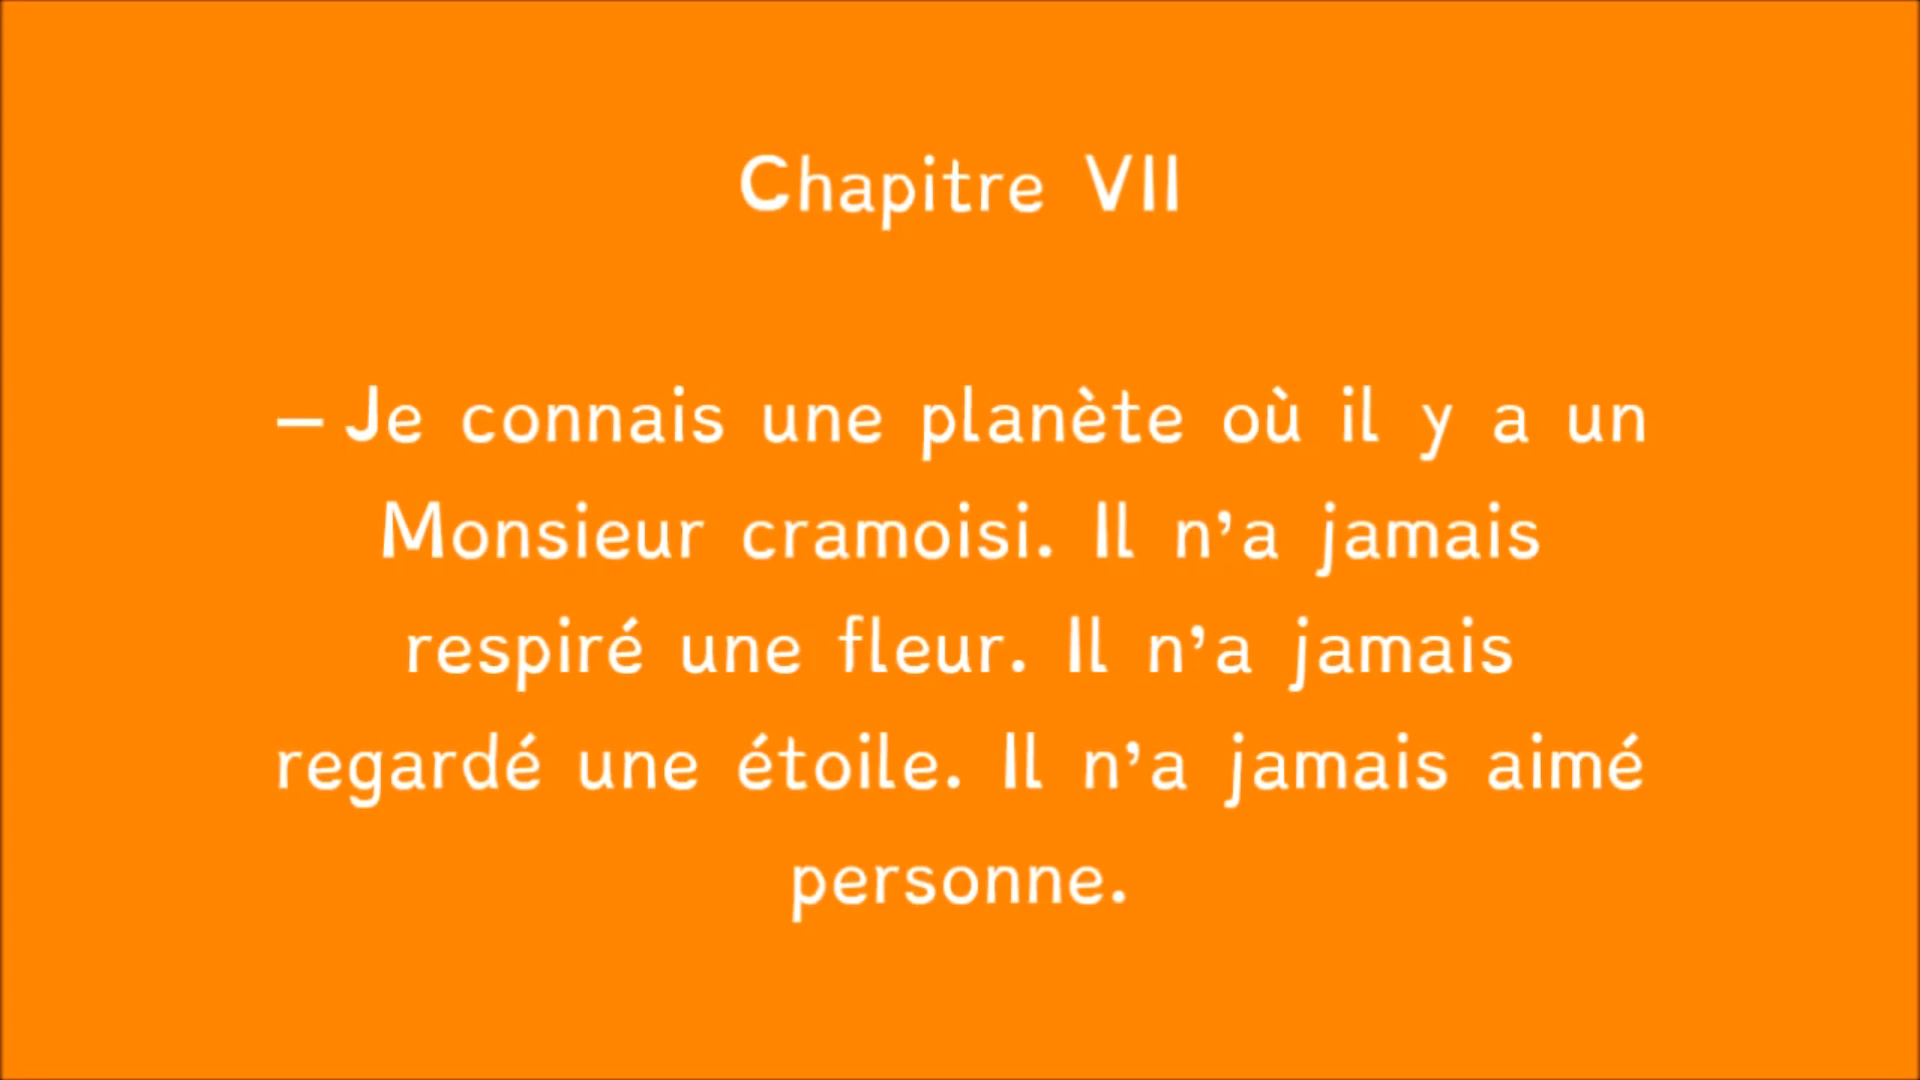 Chapitre VII
– Je connais une planète où il y a un
Monsieur cramoisi. Il n’a jamais
respiré une fleur. Il n’a jamais
regardé une étoile. Il n’a jamais aimé
personne.